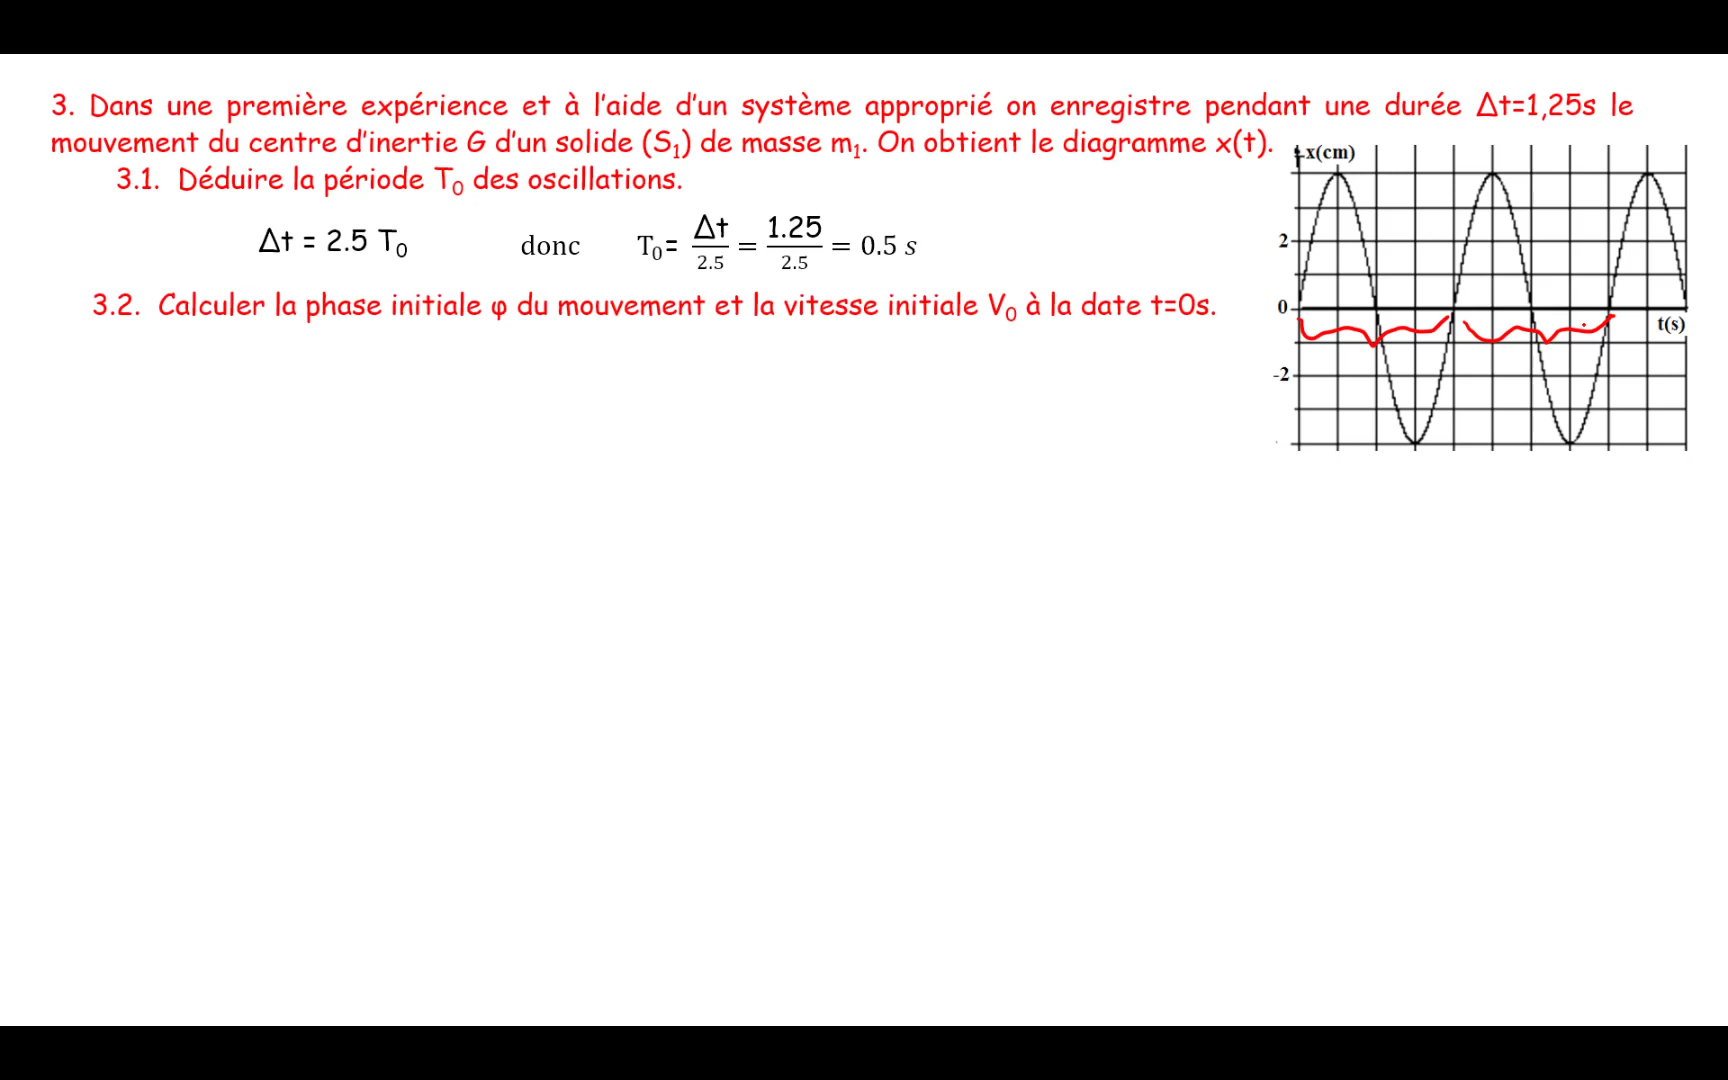 3. Dans une première expérience et à l'aide d'un système approprié on enregistre pendant une durée Δt=1,25s le
mouvement du centre d'inertie G d'un solide (S₁) de masse m₁. On obtient le diagramme x(t).
3.1. Déduire la période T₀ des oscillations.
Δt = 2.5 T₀ donc T₀= Δt/2.5 = 1.25/2.5 = 0.5 s
3.2. Calculer la phase initiale φ du mouvement et la vitesse initiale V₀ à la date t=0s.
x(cm)
2
0
t(s)
-2